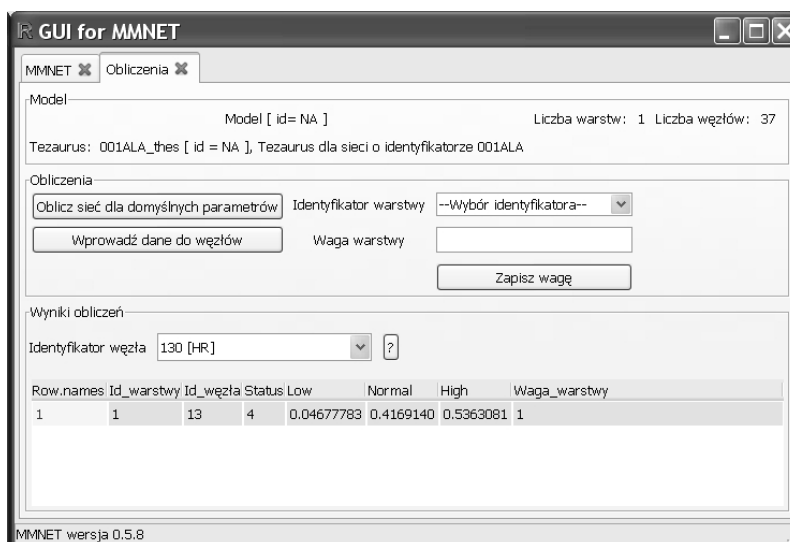 R GUI for MMNET
MMNET Obliczenia
Model
Model [ id= NA ] Liczba warstw: 1 Liczba węzłów: 37
Tezaurus: 001ALA_thes [ id = NA ], Tezaurus dla sieci o identyfikatorze 001ALA
Obliczenia
Oblicz sieć dla domyślnych parametrów Identyfikator warstwy --Wybór identyfikatora--
Wprowadź dane do węzłów Waga warstwy
Zapisz wagę
Wyniki obliczeń
Identyfikator węzła 130 [HR] ?
Row.names Id_warstwy Id_węzła Status Low Normal High Waga_warstwy
1 1 13 4 0.04677783 0.4169140 0.5363081 1
MMNET wersja 0.5.8